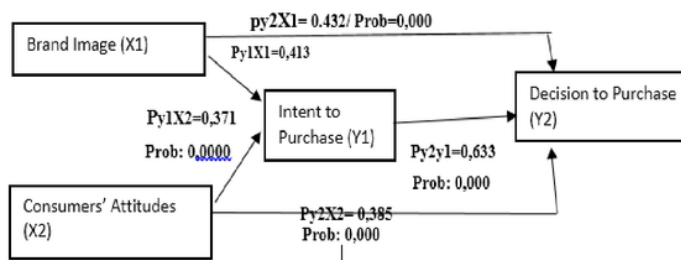 py2X1= 0.432/ Prob=0,000
Brand Image (X1)
Py1X1=0,413
Py1X2=0,371
Prob: 0,0000
Intent to
Purchase (Y1)
Decision to Purchase
(Y2)
Py2y1=0,633
Prob: 0,000
Consumers’ Attitudes
(X2)
Py2X2= 0,385
Prob: 0,000